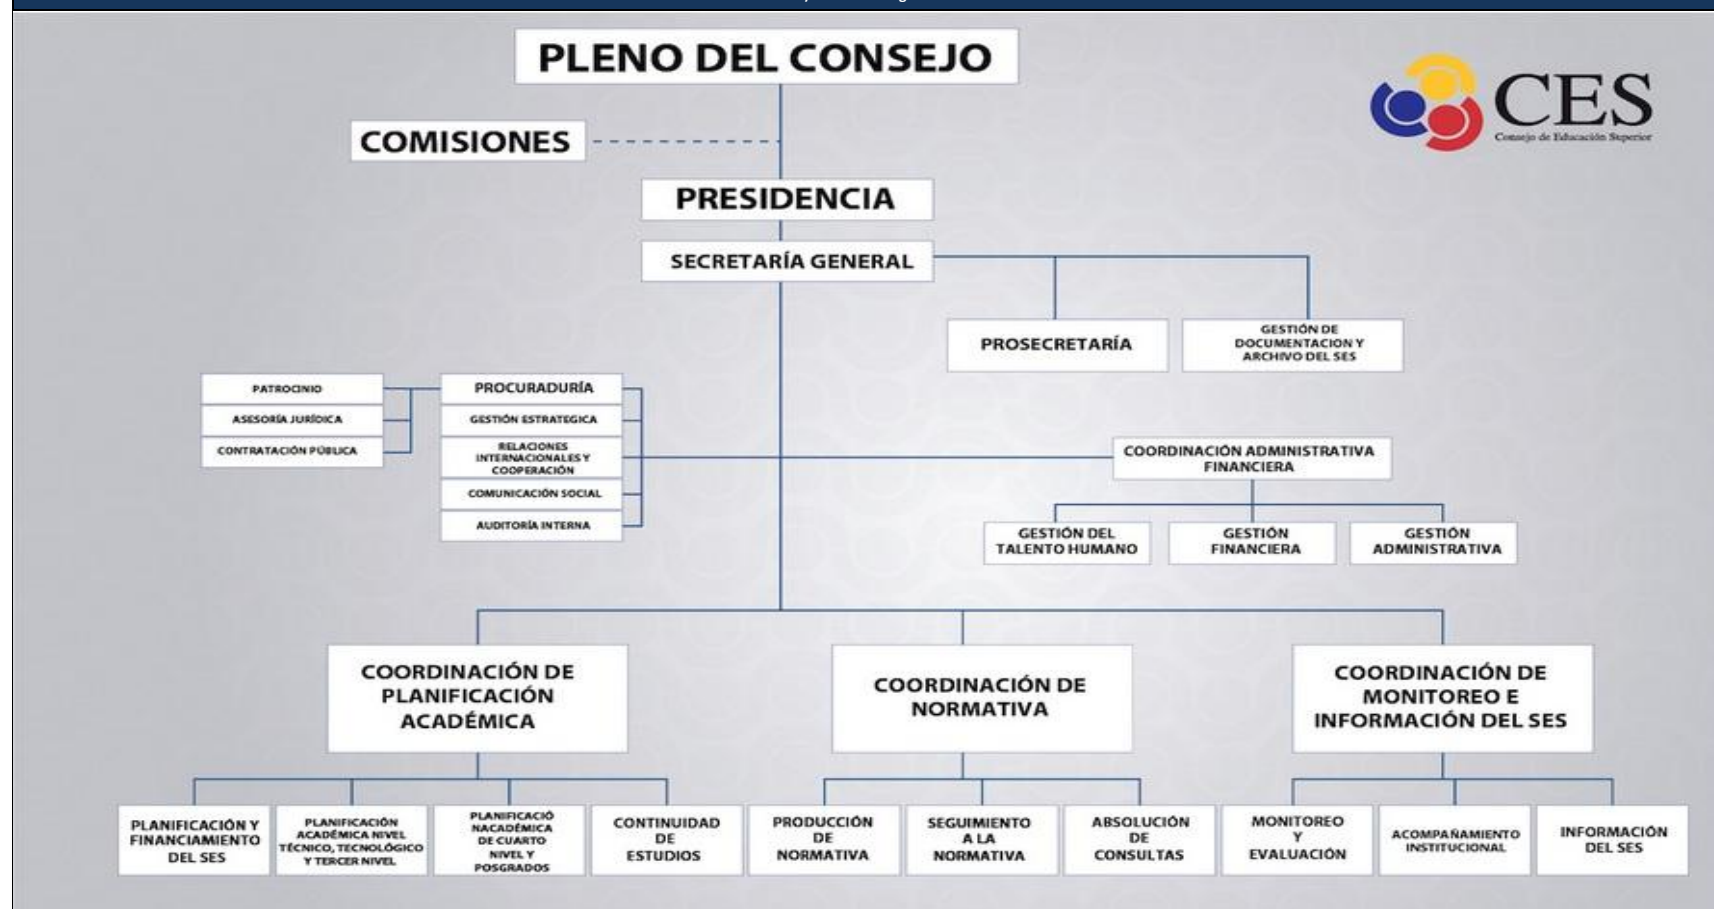 PLENO DEL CONSEJO
CES
Consejo de Educación Superior
COMISIONES
PRESIDENCIA
SECRETARÍA GENERAL
PROSECRETARÍA
GESTIÓN DE
DOCUMENTACION Y
ARCHIVO DEL SES
PATROCINIO
ASESORÍA JURÍDICA
CONTRATACIÓN PÚBLICA
PROCURADURÍA
GESTIÓN ESTRATEGICA
RELACIONES
INTERNACIONALES Y
COOPERACIÓN
COMUNICACIÓN SOCIAL
AUDITORÍA INTERNA
COORDINACIÓN ADMINISTRATIVA
FINANCIERA
GESTIÓN DEL
TALENTO HUMANO
GESTIÓN
FINANCIERA
GESTIÓN
ADMINISTRATIVA
COORDINACIÓN DE
PLANIFICACIÓN
ACADÉMICA
COORDINACIÓN DE
NORMATIVA
COORDINACIÓN DE
MONITOREO E
INFORMACIÓN DEL SES
PLANIFICACIÓN Y
FINANCIAMIENTO
DEL SES
PLANIFICACIÓN
ACADÉMICA NIVEL
TÉCNICO, TECNOLÓGICO
Y TERCER NIVEL
PLANIFICACIÓ
NACADÉMICA
DE CUARTO
NIVEL Y
POSGRADOS
CONTINUIDAD
DE
ESTUDIOS
PRODUCCIÓN
DE
NORMATIVA
SEGUIMIENTO
A LA
NORMATIVA
ABSOLUCIÓN
DE
CONSULTAS
MONITOREO
Y
EVALUACIÓN
ACOMPAÑAMIENTO
INSTITUCIONAL
INFORMACIÓN
DEL SES